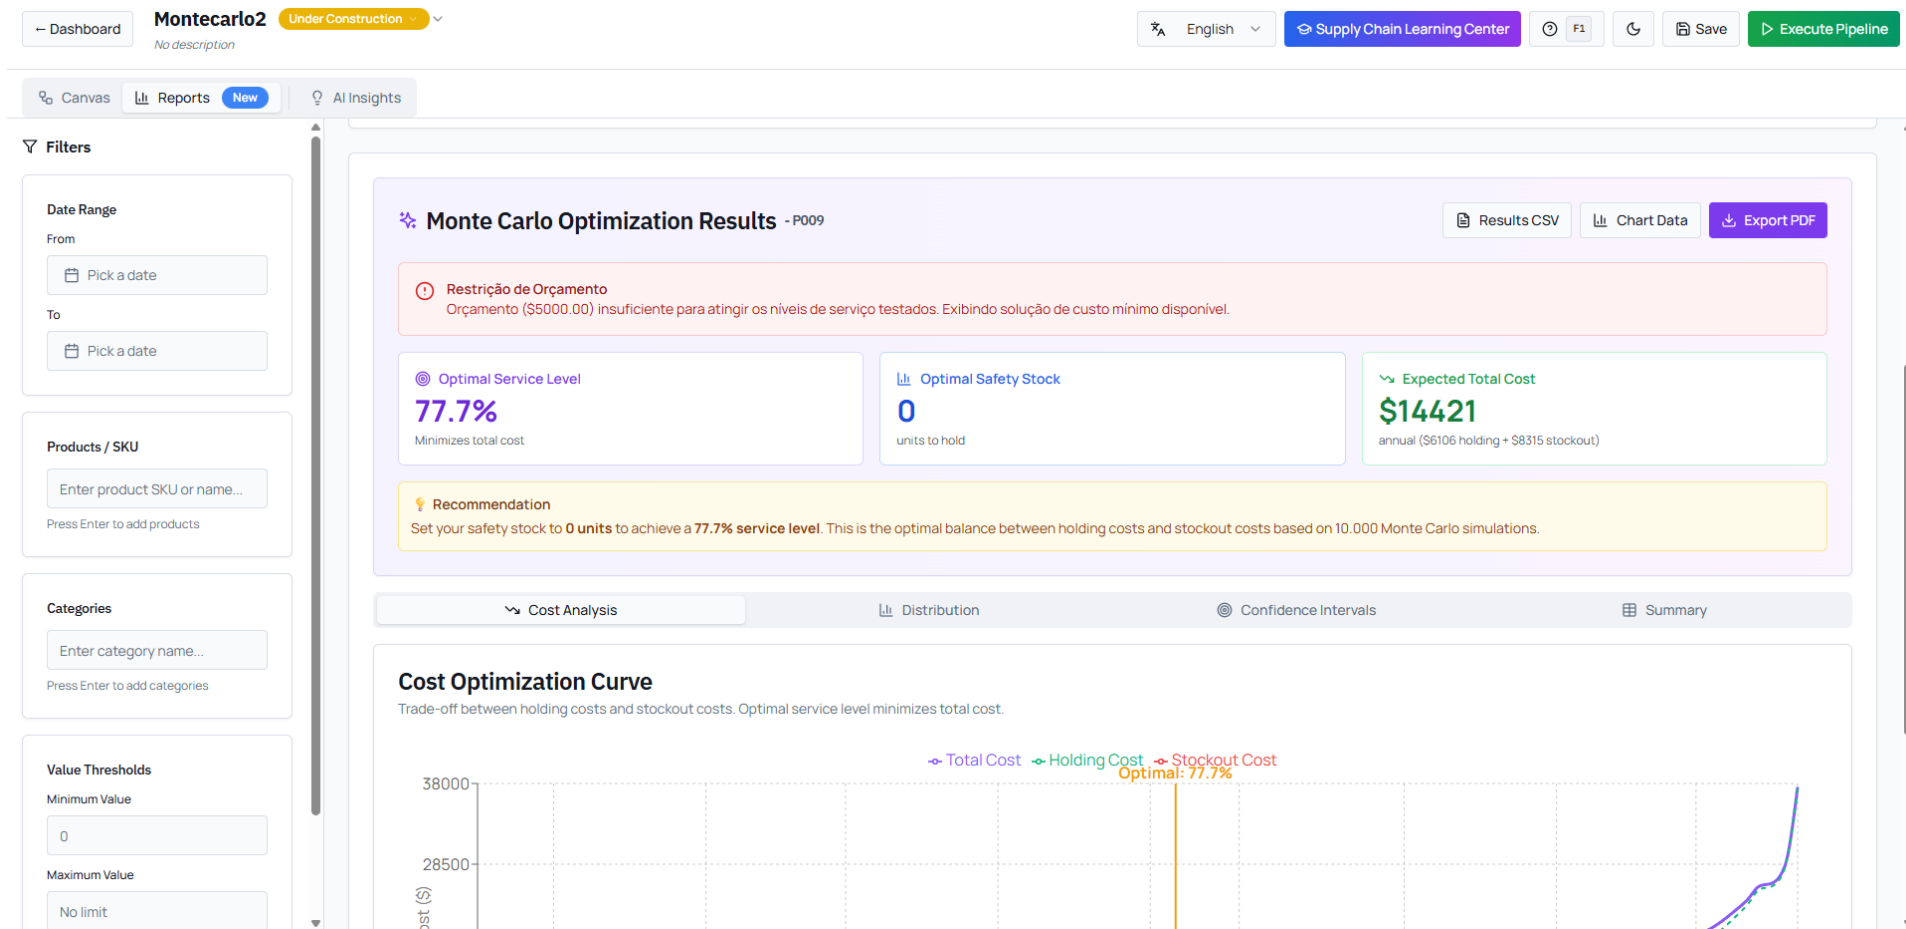 ← Dashboard
Montecarlo2
Under Construction
No description
English
Supply Chain Learning Center
F1
Save
Execute Pipeline
Canvas
Reports
New
AI Insights
Filters
Date Range
From
Pick a date
To
Pick a date
Products / SKU
Enter product SKU or name...
Press Enter to add products
Categories
Enter category name...
Press Enter to add categories
Value Thresholds
Minimum Value
0
Maximum Value
No limit
Monte Carlo Optimization Results - P009
Results CSV
Chart Data
Export PDF
Restrição de Orçamento
Orçamento ($5000.00) insuficiente para atingir os níveis de serviço testados. Exibindo solução de custo mínimo disponível.
Optimal Service Level
77.7%
Minimizes total cost
Optimal Safety Stock
0
units to hold
Expected Total Cost
$14421
annual ($6106 holding + $8315 stockout)
Recommendation
Set your safety stock to 0 units to achieve a 77.7% service level. This is the optimal balance between holding costs and stockout costs based on 10.000 Monte Carlo simulations.
Cost Analysis
Distribution
Confidence Intervals
Summary
Cost Optimization Curve
Trade-off between holding costs and stockout costs. Optimal service level minimizes total cost.
Total Cost
Holding Cost
Stockout Cost
Optimal: 77.7%
38000
28500
ost ($)